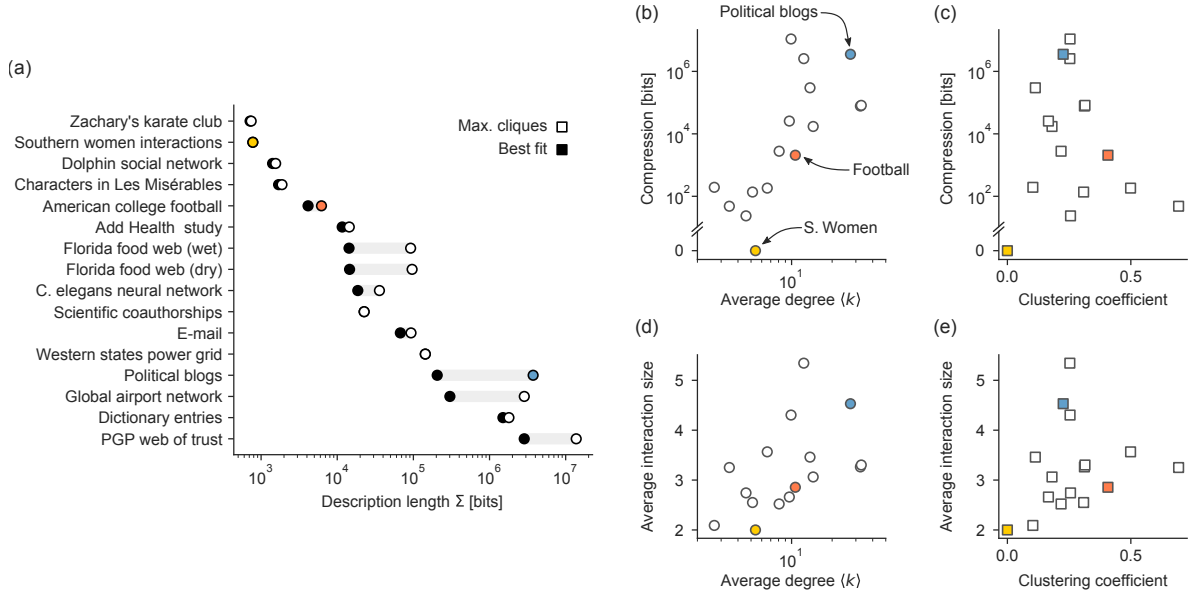 (a)
Zachary's karate club
Southern women interactions
Dolphin social network
Characters in Les Misérables
American college football
Add Health study
Florida food web (wet)
Florida food web (dry)
C. elegans neural network
Scientific coauthorships
E-mail
Western states power grid
Political blogs
Global airport network
Dictionary entries
PGP web of trust
Max. cliques
Best fit
10³ 10⁴ 10⁵ 10⁶ 10⁷
Description length Σ [bits]
(b)
Political blogs
Football
S. Women
Compression [bits]
10⁶
10⁴
10²
0
10¹
Average degree ⟨k⟩
(c)
Compression [bits]
10⁶
10⁴
10²
0
0.0 0.5
Clustering coefficient
(d)
Average interaction size
5
4
3
2
10¹
Average degree ⟨k⟩
(e)
Average interaction size
5
4
3
2
0.0 0.5
Clustering coefficient